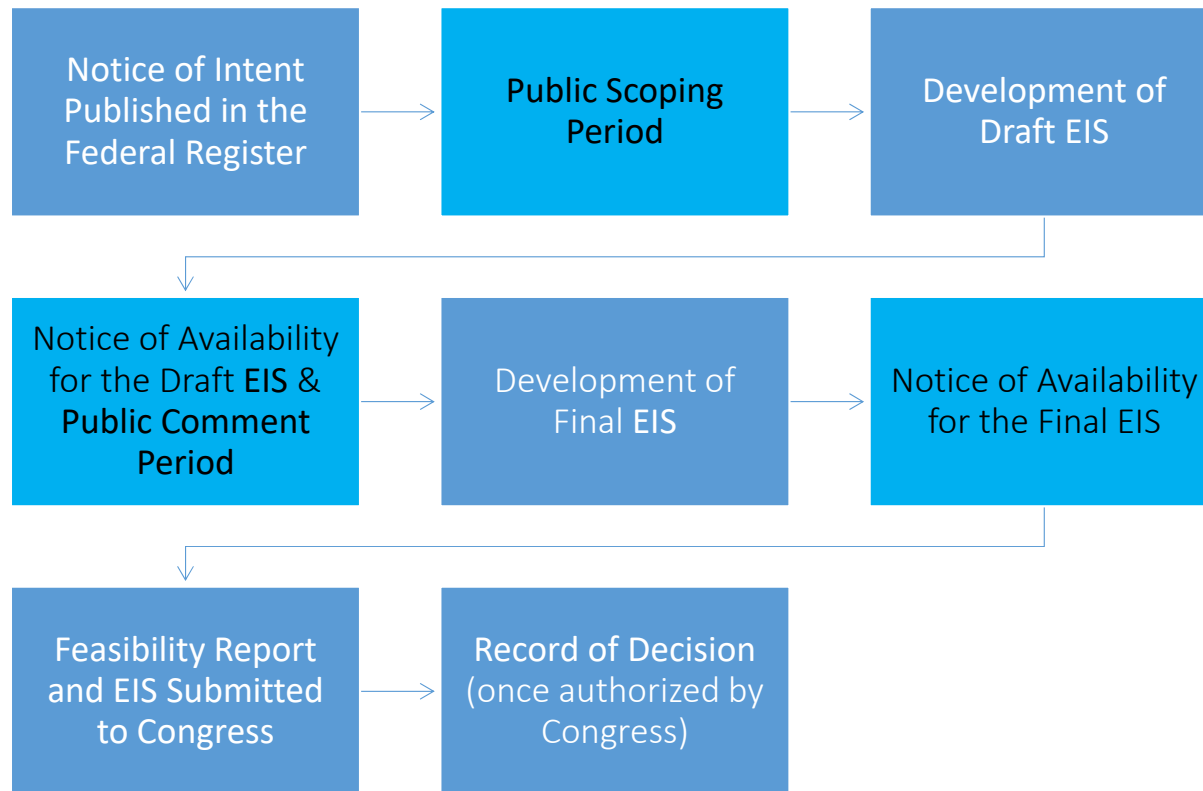 Notice of Intent
Published in the
Federal Register
Public Scoping
Period
Development of
Draft EIS
Notice of Availability
for the Draft EIS &
Public Comment
Period
Development of
Final EIS
Notice of Availability
for the Final EIS
Feasibility Report
and EIS Submitted
to Congress
Record of Decision
(once authorized by
Congress)